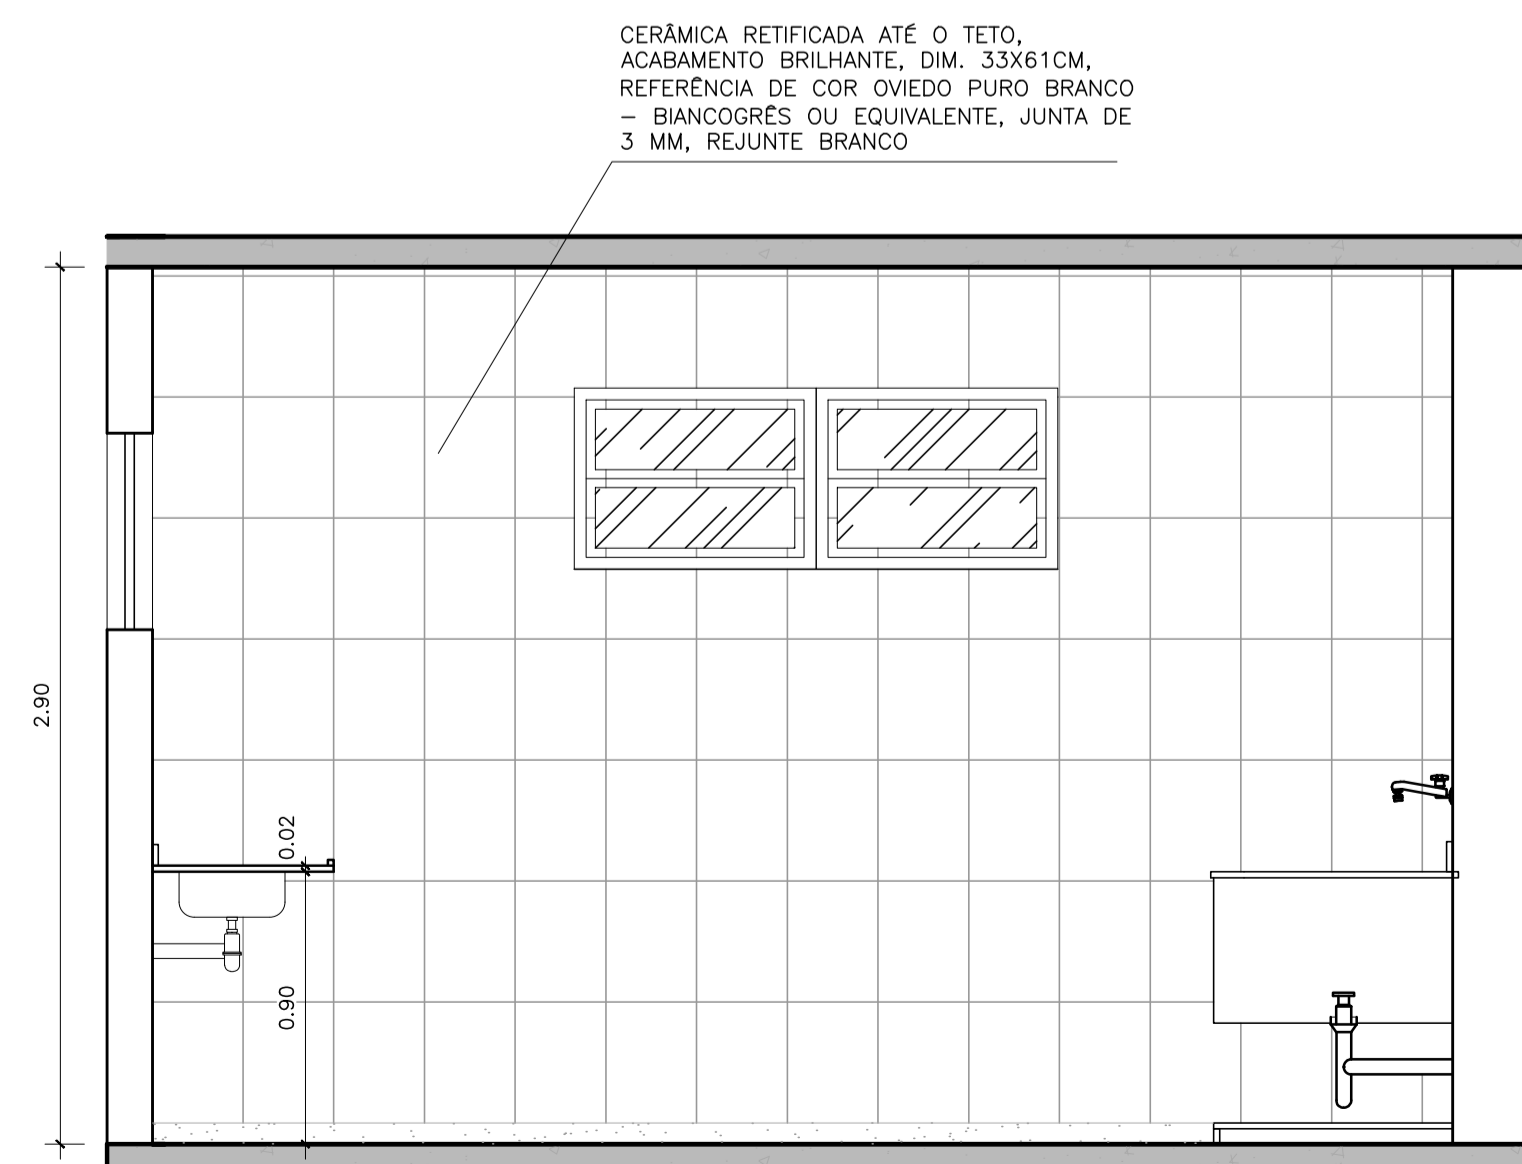 CERÂMICA RETIFICADA ATÉ O TETO,
ACABAMENTO BRILHANTE, DIM. 33X61CM,
REFERÊNCIA DE COR OVIEDO PURO BRANCO
– BIANCOGRÊS OU EQUIVALENTE, JUNTA DE
3 MM, REJUNTE BRANCO
2.90
0.02
0.90